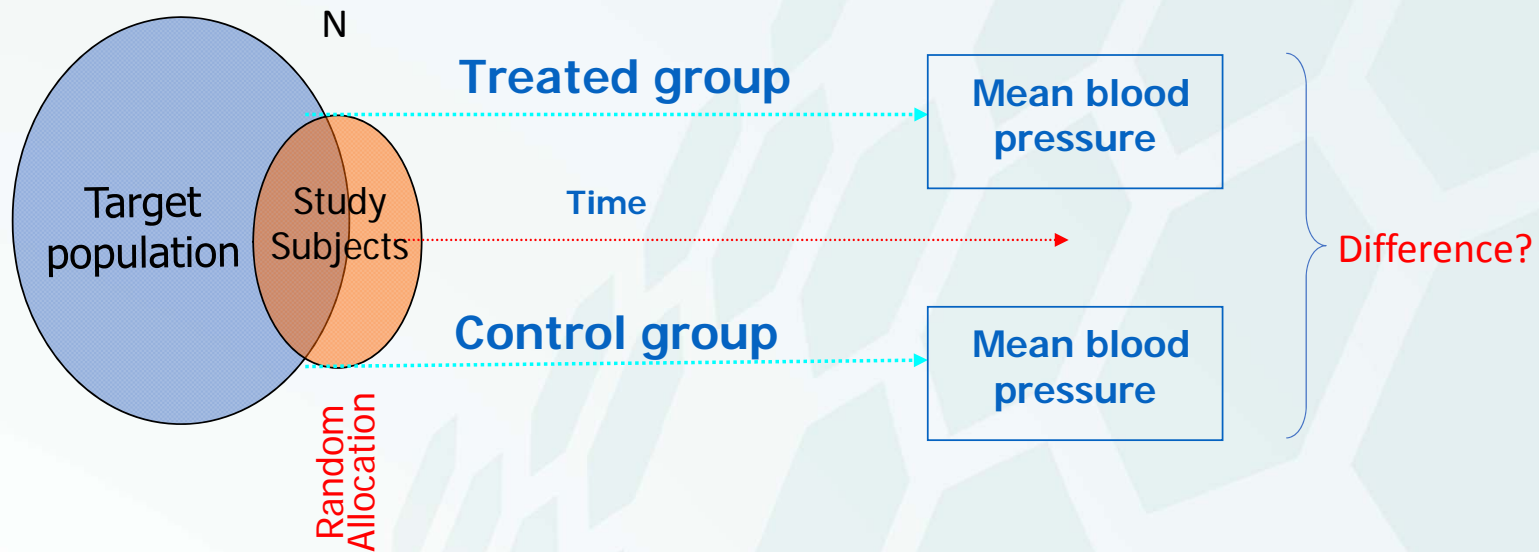 N
Treated group
Mean blood
pressure
Target
population
Study
Subjects
Time
Difference?
Control group
Mean blood
pressure
Random
Allocation